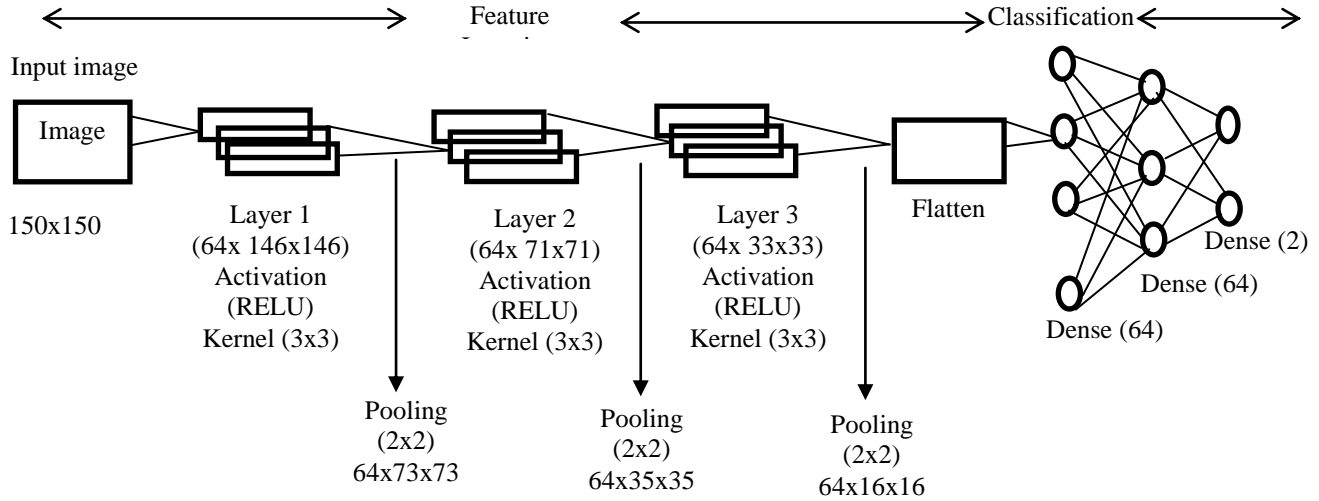 Feature
Classification
Input image
Image
150x150
Layer 1
(64x 146x146)
Activation
(RELU)
Kernel (3x3)
Layer 2
(64x 71x71)
Activation
(RELU)
Kernel (3x3)
Layer 3
(64x 33x33)
Activation
(RELU)
Kernel (3x3)
Flatten
Dense (2)
Dense (64)
Dense (64)
Pooling
(2x2)
64x73x73
Pooling
(2x2)
64x35x35
Pooling
(2x2)
64x16x16